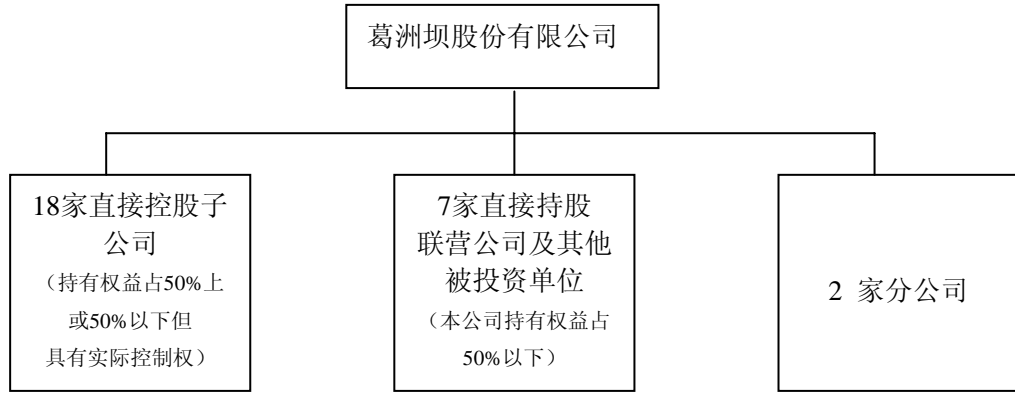 葛洲坝股份有限公司
18家直接控股子
公司
（持有权益占50%上
或50%以下但
具有实际控制权）
7家直接持股
联营公司及其他
被投资单位
（本公司持有权益占
50%以下）
2 家分公司